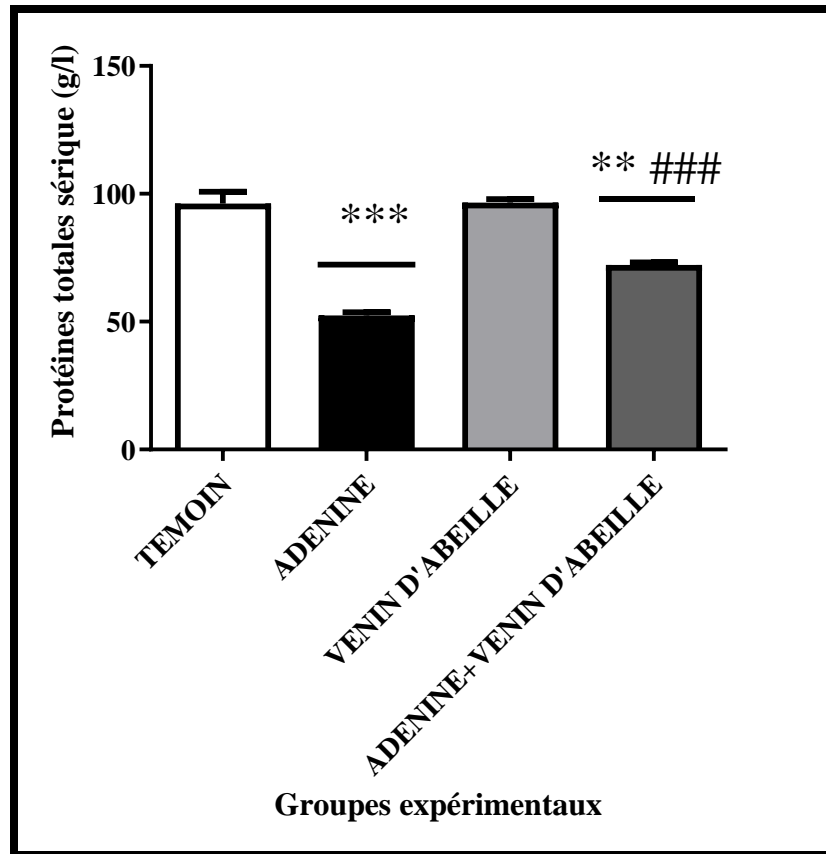 Protéines totales sérique (g/l)
150
100
50
0
***
** ###
TEMOIN
ADENINE
VENIN D'ABEILLE
ADENINE+VENIN D'ABEILLE
Groupes expérimentaux